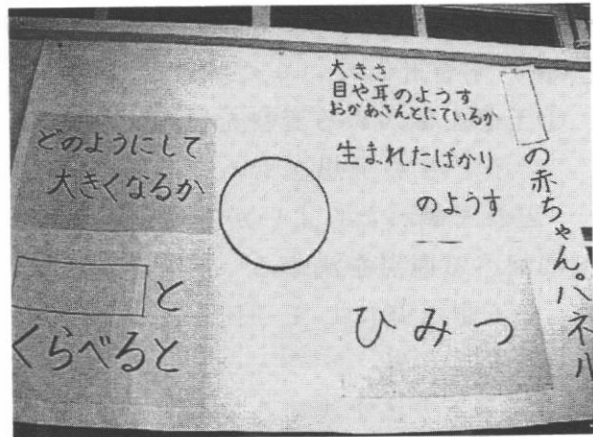 の赤ちゃんパネル
大きさ
目や耳のようす
おかあさんとにているか
生まれたばかり
のようす
ひみつ
どのようにして
大きくなるか
と
くらべると